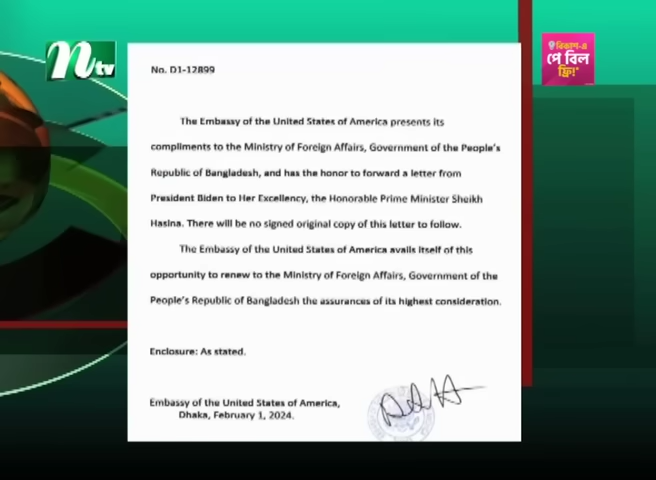 ntv
বিকাশ-এ
পে বিল
ফ্রি!*
No. D1-12899
The Embassy of the United States of America presents its
compliments to the Ministry of Foreign Affairs, Government of the People's
Republic of Bangladesh, and has the honor to forward a letter from
President Biden to Her Excellency, the Honorable Prime Minister Sheikh
Hasina. There will be no signed original copy of this letter to follow.
The Embassy of the United States of America avails itself of this
opportunity to renew to the Ministry of Foreign Affairs, Government of the
People's Republic of Bangladesh the assurances of its highest consideration.
Enclosure: As stated.
Embassy of the United States of America,
Dhaka, February 1, 2024.